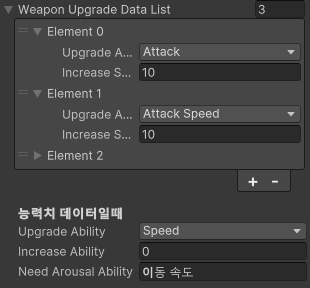 Weapon Upgrade Data List 3
Element 0
Upgrade A... Attack
Increase S... 10
Element 1
Upgrade A... Attack Speed
Increase S... 10
Element 2
+ -
능력치 데이터일때
Upgrade Ability Speed
Increase Ability 0
Need Arousal Ability 이동 속도